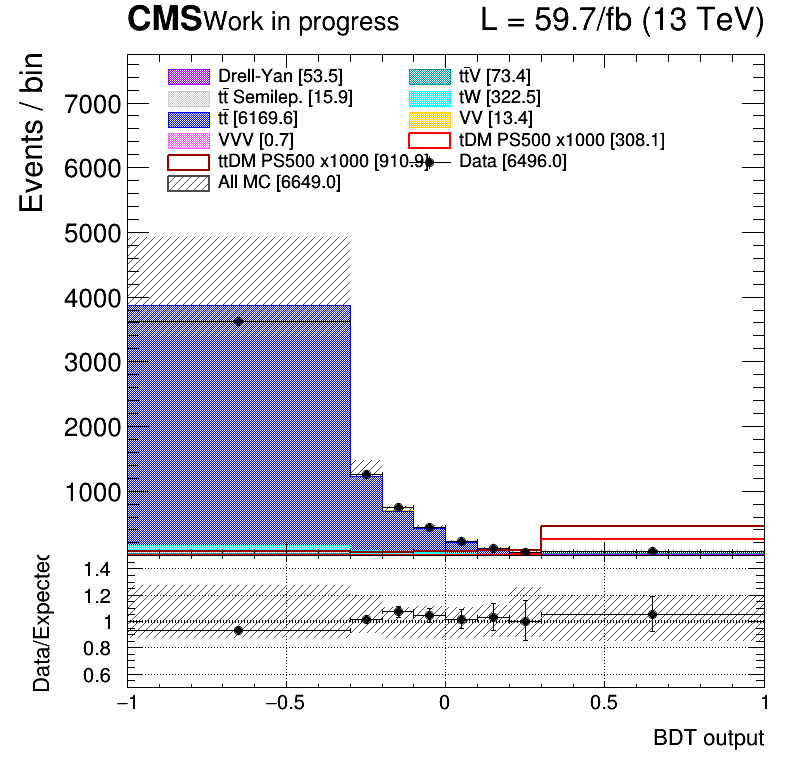 CMS Work in progress L = 59.7/fb (13 TeV)
Events / bin
Drell-Yan [53.5] tt̄V [73.4]
tt̄ Semilep. [15.9] tW [322.5]
tt̄ [6169.6] VV [13.4]
VVV [0.7] tDM PS500 x1000 [308.1]
ttDM PS500 x1000 [910.9] Data [6496.0]
All MC [6649.0]
7000
6000
5000
4000
3000
2000
1000
Data/Expected
1.4
1.2
1
0.8
0.6
−1 −0.5 0 0.5 1
BDT output